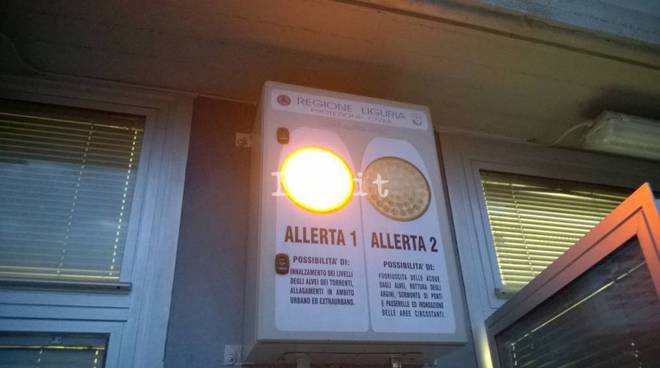 REGIONE LIGURIA
PROTEZIONE CIVILE
ALLERTA 1
POSSIBILITA' DI:
INNALZAMENTO DEI LIVELLI
DEGLI ALVEI DEI TORRENTI,
ALLAGAMENTI IN AMBITO
URBANO ED EXTRAURBANO.
ALLERTA 2
POSSIBILITA' DI:
FUORIUSCITA DELLE ACQUE
DAGLI ALVEI, ROTTURA DEGLI
ARGINI, SORMONTO DI PONTI
E PASSERELLE ED INONDAZIONE
DELLE AREE CIRCOSTANTI.